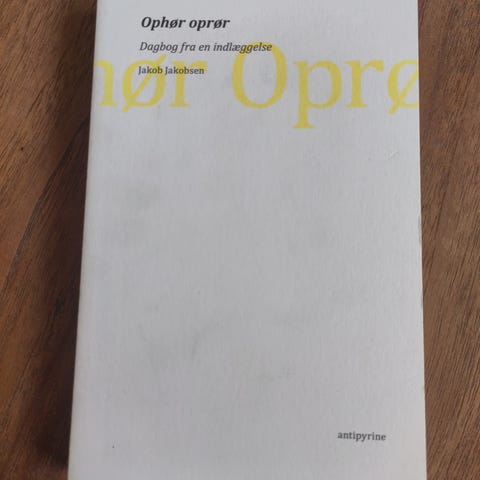 Ophør oprør
Dagbog fra en indlæggelse
Jakob Jakobsen
hør Oprø
antipyrine